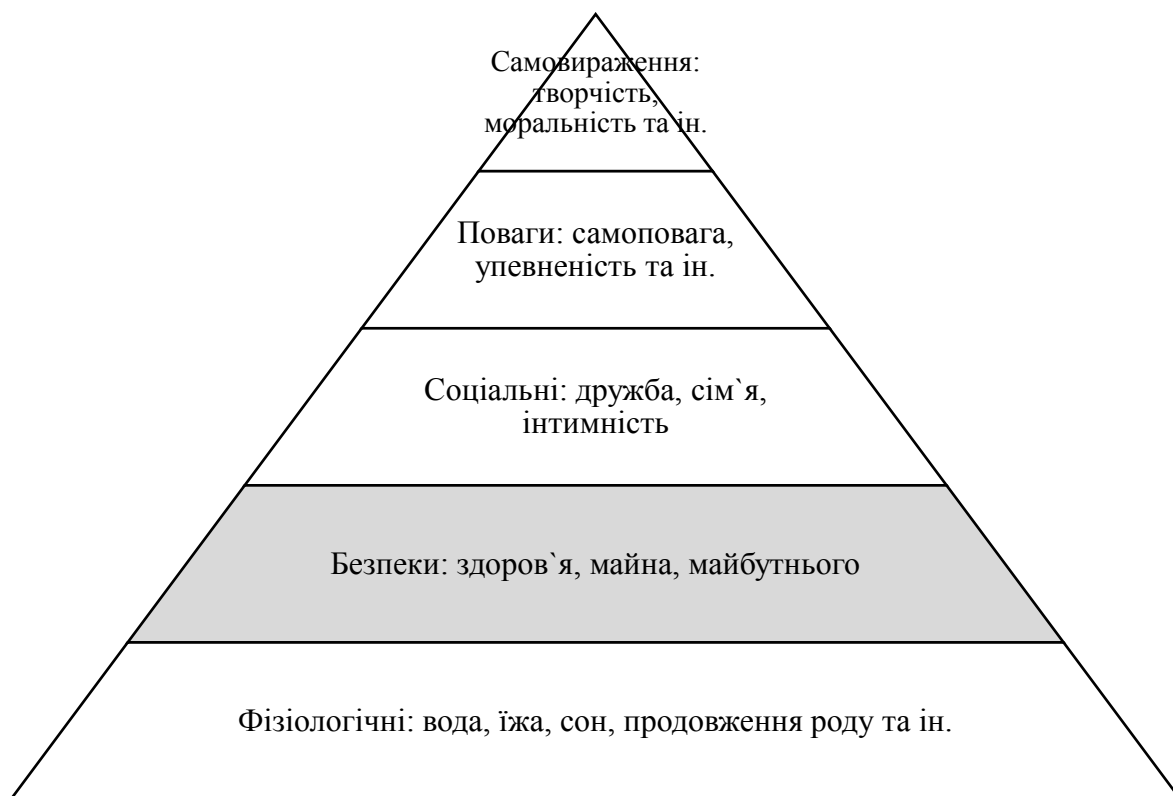 Самовираження:
творчість,
моральність та ін.
Поваги: самоповага,
упевненість та ін.
Соціальні: дружба, сім`я,
інтимність
Безпеки: здоров`я, майна, майбутнього
Фізіологічні: вода, їжа, сон, продовження роду та ін.